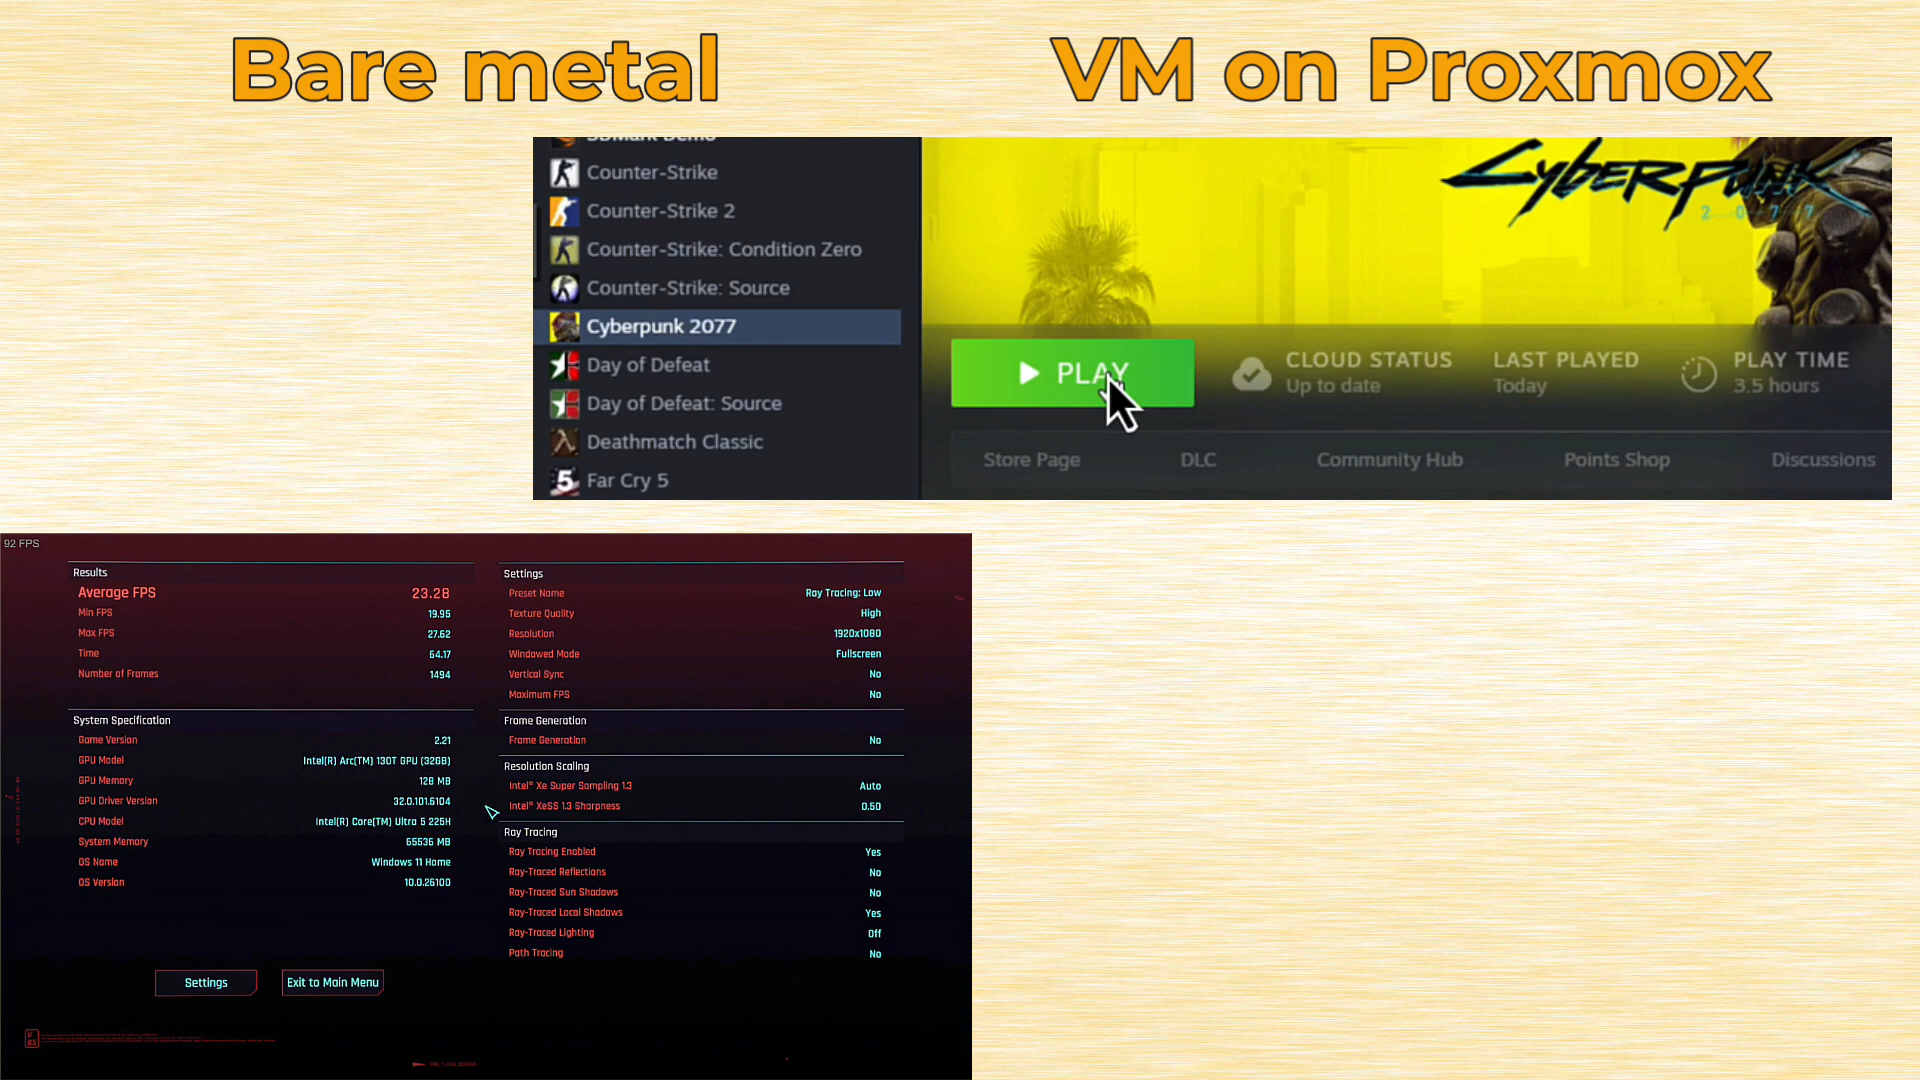 Bare metal
VM on Proxmox
3DMark Demo
Counter-Strike
Counter-Strike 2
Counter-Strike: Condition Zero
Counter-Strike: Source
Cyberpunk 2077
Day of Defeat
Day of Defeat: Source
Deathmatch Classic
Far Cry 5
Cyberpunk
2077
PLAY
CLOUD STATUS
Up to date
LAST PLAYED
Today
PLAY TIME
3.5 hours
Store Page DLC Community Hub Points Shop Discussions
92 FPS
Results
Average FPS 23.28
Min FPS 19.95
Max FPS 27.62
Time 64.17
Number of Frames 1494
System Specification
Game Version 2.21
GPU Model Intel(R) Arc(TM) 130T GPU (32GB)
GPU Memory 128 MB
GPU Driver Version 32.0.101.6104
CPU Model Intel(R) Core(TM) Ultra 5 225H
System Memory 65536 MB
OS Name Windows 11 Home
OS Version 10.0.26100
Settings
Preset Name Ray Tracing: Low
Texture Quality High
Resolution 1920x1080
Windowed Mode Fullscreen
Vertical Sync No
Maximum FPS No
Frame Generation
Frame Generation No
Resolution Scaling
Intel® Xe Super Sampling 1.3 Auto
Intel® XeSS 1.3 Sharpness 0.50
Ray Tracing
Ray Tracing Enabled Yes
Ray-Traced Reflections No
Ray-Traced Sun Shadows No
Ray-Traced Local Shadows Yes
Ray-Traced Lighting Off
Path Tracing No
Settings
Exit to Main Menu
V
85